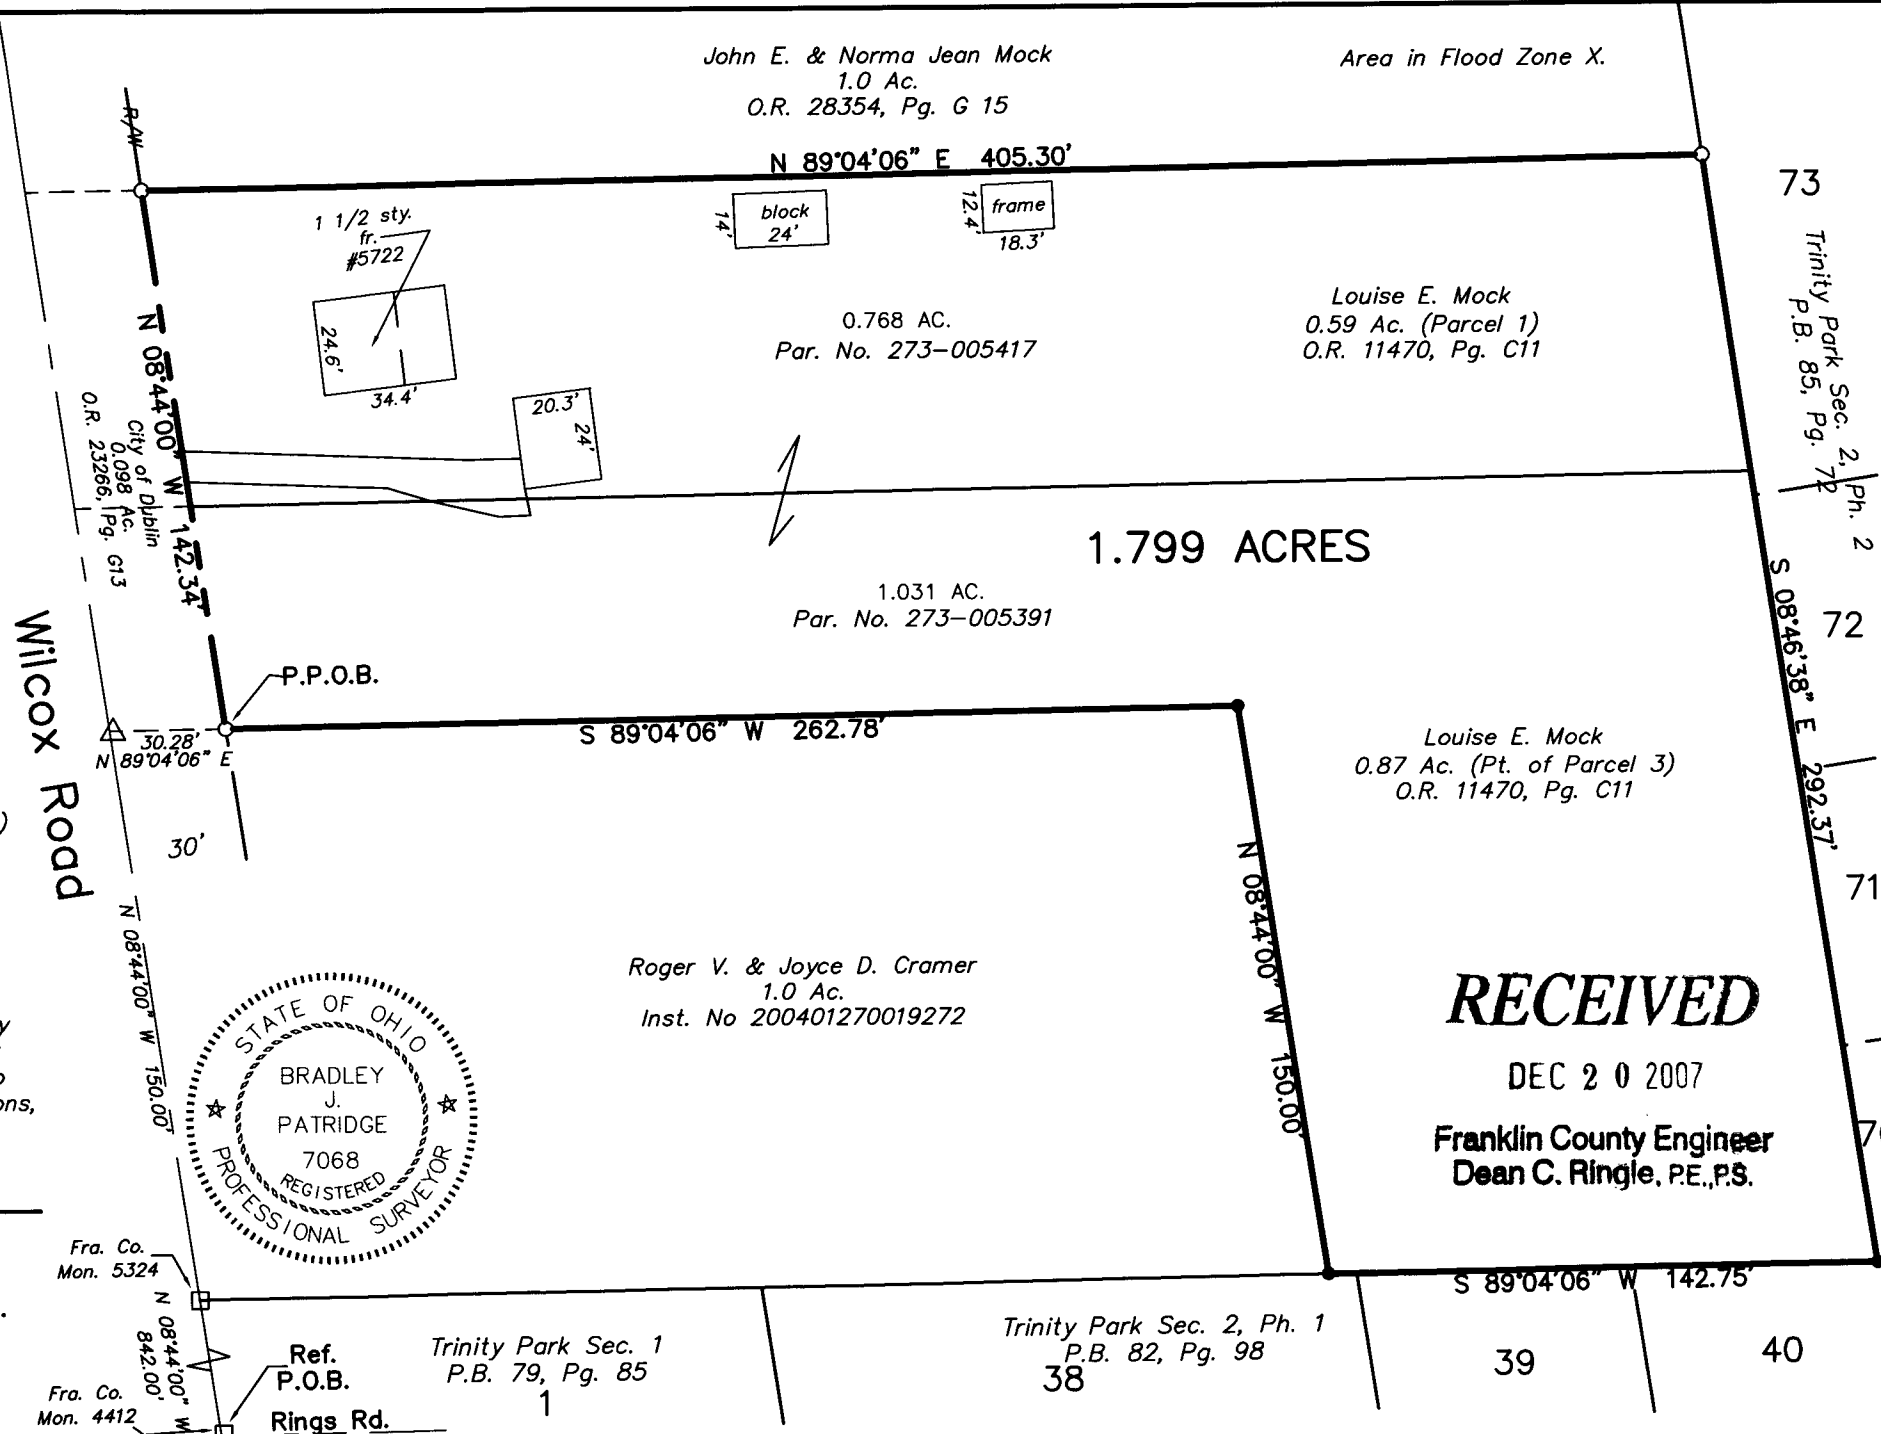 John E. & Norma Jean Mock
1.0 Ac.
O.R. 28354, Pg. G 15
Area in Flood Zone X.
R/W
N 89°04'06" E 405.30'
1 1/2 sty.
fr.
#5722
24.6'
34.4'
14'
block
24'
12.4'
frame
18.3'
20.3'
24'
0.768 AC.
Par. No. 273-005417
Louise E. Mock
0.59 Ac. (Parcel 1)
O.R. 11470, Pg. C11
73
Trinity Park Sec. 2, Ph. 2
P.B. 85, Pg. 72
N 08°44'00" W 142.34'
City of Dublin
0.098 Ac.
O.R. 23266, Pg. G13
1.799 ACRES
1.031 AC.
Par. No. 273-005391
S 08°46'38" E 292.37'
72
Wilcox Road
P.P.O.B.
30.28'
N 89°04'06" E
S 89°04'06" W 262.78'
30'
Louise E. Mock
0.87 Ac. (Pt. of Parcel 3)
O.R. 11470, Pg. C11
71
N 08°44'00" W 150.00'
N 08°44'00" W 150.00'
Roger V. & Joyce D. Cramer
1.0 Ac.
Inst. No 200401270019272
STATE OF OHIO
BRADLEY
J.
PATRIDGE
7068
REGISTERED
PROFESSIONAL SURVEYOR
RECEIVED
DEC 20 2007
Franklin County Engineer
Dean C. Ringle, P.E., P.S.
ons,
Fra. Co.
Mon. 5324
S 89°04'06" W 142.75'
N 08°44'00" W
842.00'
Ref.
P.O.B.
Fra. Co.
Mon. 4412
Rings Rd.
Trinity Park Sec. 1
P.B. 79, Pg. 85
1
Trinity Park Sec. 2, Ph. 1
P.B. 82, Pg. 98
38
39
40